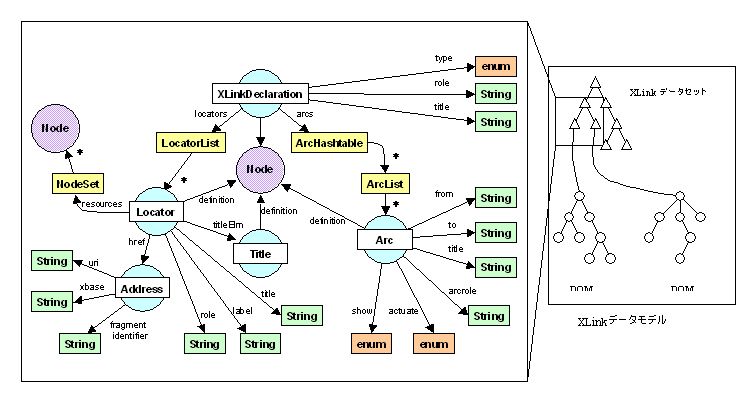 type
enum
XLinkDeclaration
role
String
title
String
locators
arcs
XLink データセット
Node
*
LocatorList
ArcHashtable
*
*
Node
NodeSet
ArcList
*
resources
Locator
definition
definition
definition
from
String
titleElm
to
String
href
Title
Arc
title
String
String
uri
Address
String
xbase
fragment
identifier
String
role
String
label
String
title
String
show
enum
actuate
enum
arcrole
String
DOM
DOM
XLinkデータモデル